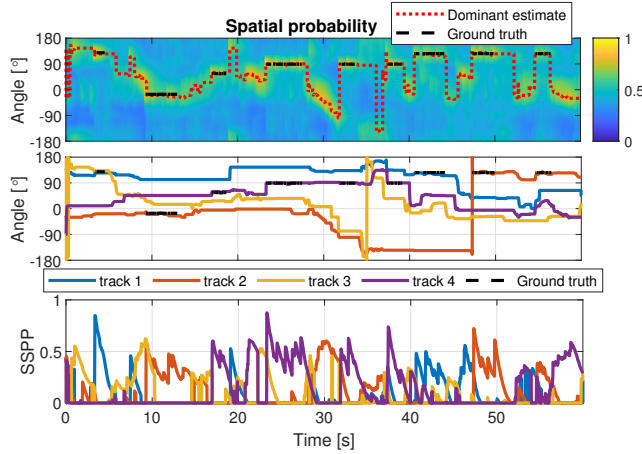 Spatial probability
Dominant estimate
Ground truth
Angle [°]
180
90
0
-90
-180
1
0.5
0
Angle [°]
180
90
0
-90
-180
track 1
track 2
track 3
track 4
Ground truth
SSPP
1
0.5
0
0
10
20
30
40
50
Time [s]